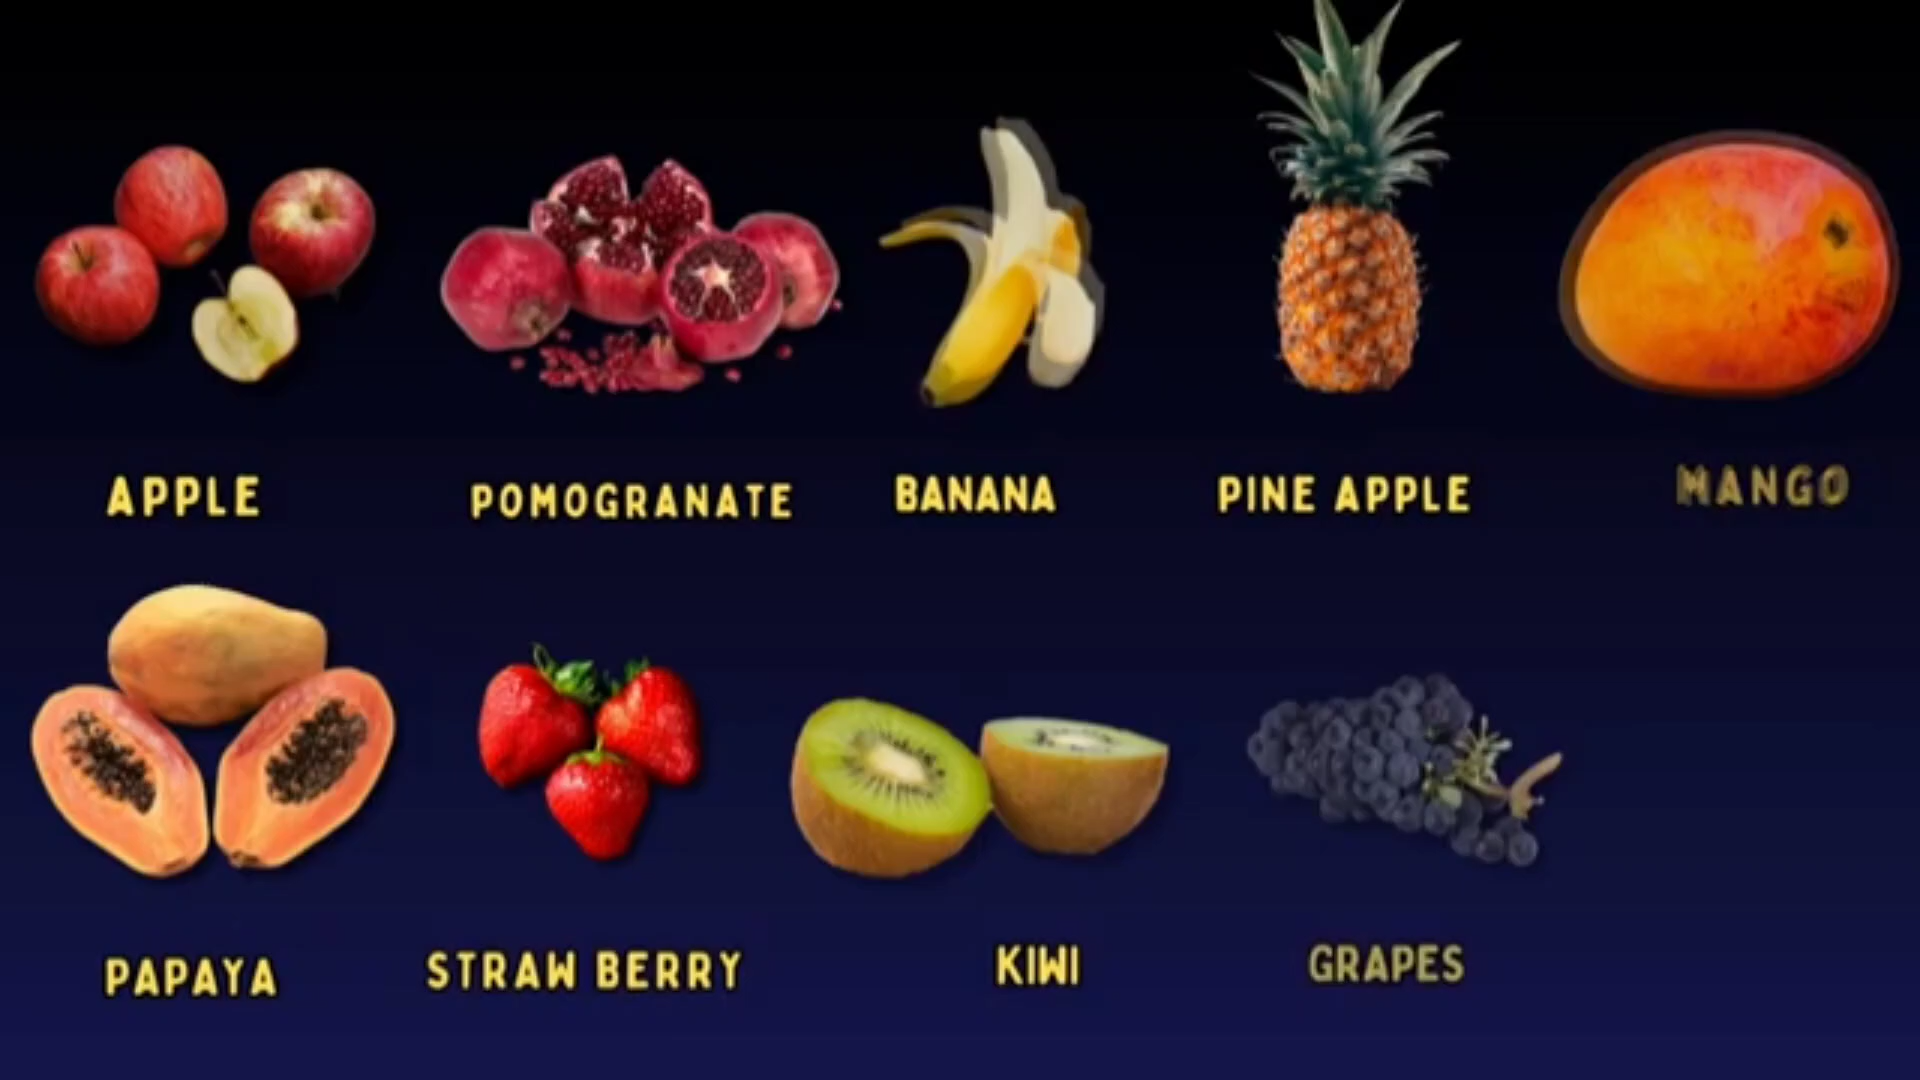 APPLE
POMOGRANATE
BANANA
PINE APPLE
MANGO
PAPAYA
STRAW BERRY
KIWI
GRAPES